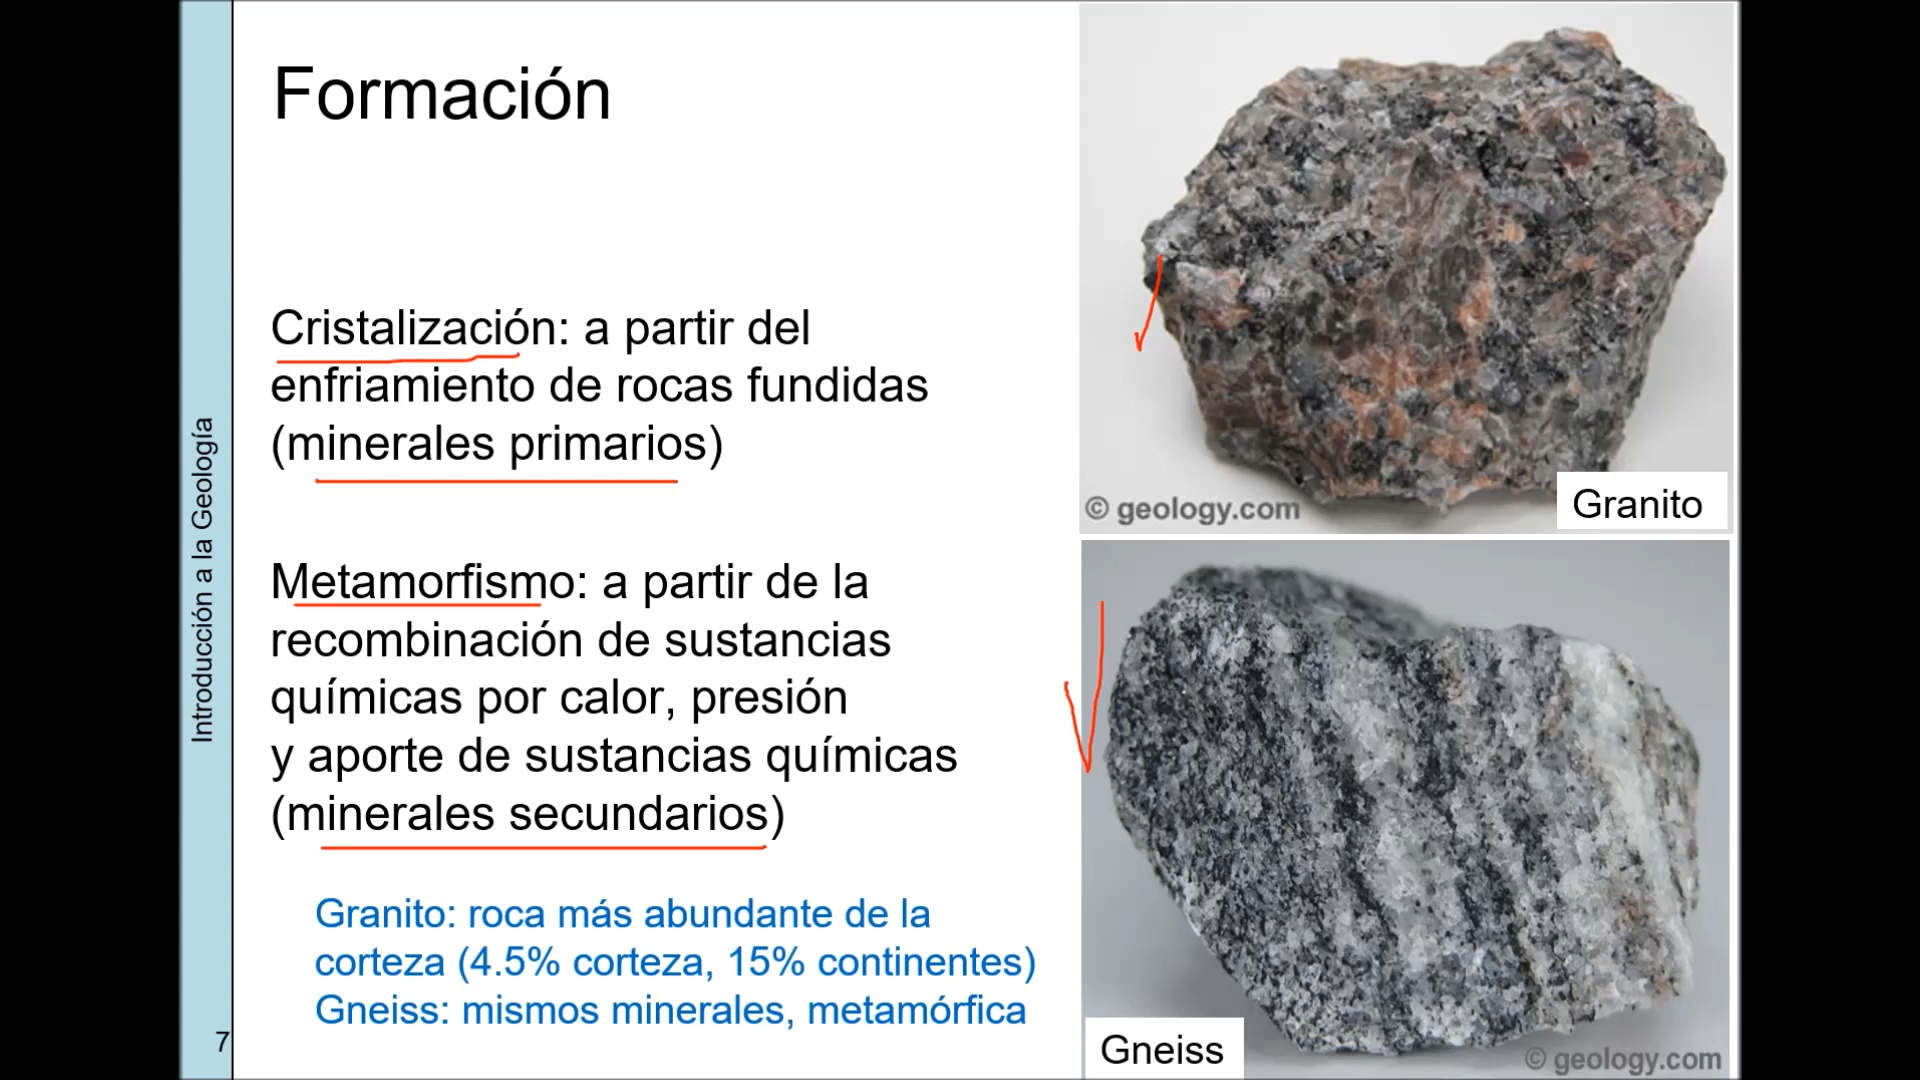 Formación
Cristalización: a partir del
enfriamiento de rocas fundidas
(minerales primarios)
Metamorfismo: a partir de la
recombinación de sustancias
químicas por calor, presión
y aporte de sustancias químicas
(minerales secundarios)
Granito: roca más abundante de la
corteza (4.5% corteza, 15% continentes)
Gneiss: mismos minerales, metamórfica
Introducción a la Geología
7
© geology.com
Granito
Gneiss
© geology.com